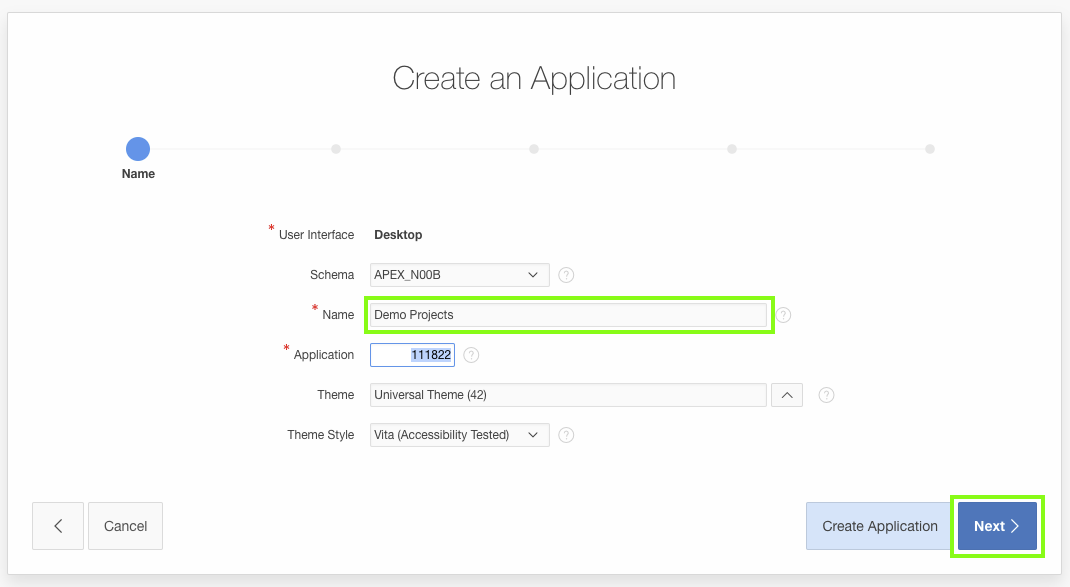 Create an Application
Name
* User Interface Desktop
Schema APEX_N00B ?
* Name Demo Projects ?
* Application 111822 ?
Theme Universal Theme (42) ?
Theme Style Vita (Accessibility Tested) ?
Cancel Create Application Next